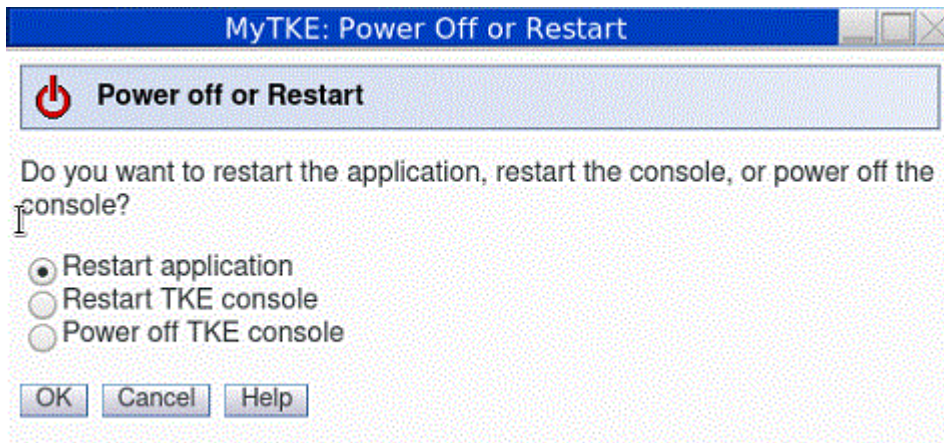 MyTKE: Power Off or Restart
Power off or Restart
Do you want to restart the application, restart the console, or power off the
console?
Restart application
Restart TKE console
Power off TKE console
OK Cancel Help